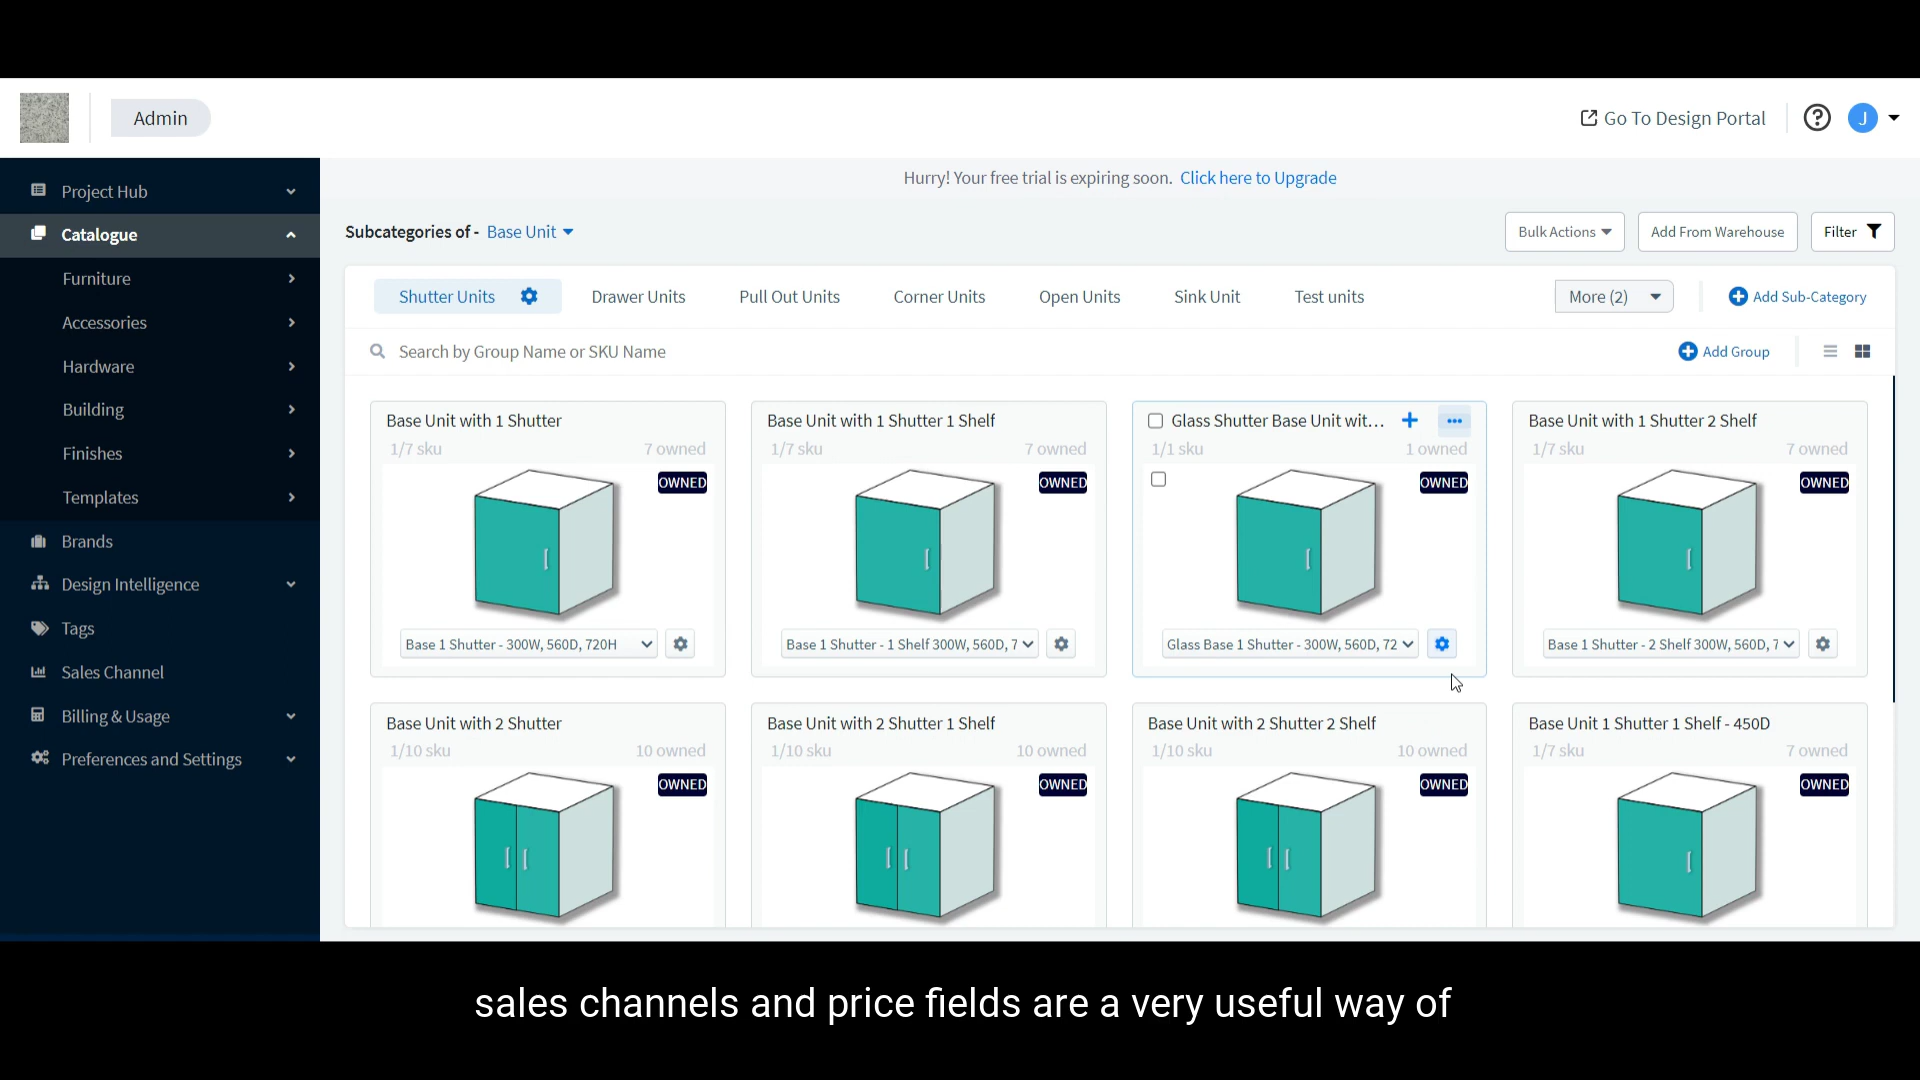 Admin
Go To Design Portal
J
Project Hub
Catalogue
Furniture
Accessories
Hardware
Building
Finishes
Templates
Brands
Design Intelligence
Tags
Sales Channel
Billing & Usage
Preferences and Settings
Hurry! Your free trial is expiring soon. Click here to Upgrade
Subcategories of - Base Unit
Bulk Actions
Add From Warehouse
Filter
Shutter Units
Drawer Units
Pull Out Units
Corner Units
Open Units
Sink Unit
Test units
More (2)
Add Sub-Category
Search by Group Name or SKU Name
Add Group
Base Unit with 1 Shutter
1/7 sku
7 owned
OWNED
Base 1 Shutter - 300W, 560D, 720H
Base Unit with 1 Shutter 1 Shelf
1/7 sku
7 owned
OWNED
Base 1 Shutter - 1 Shelf 300W, 560D, 7
Glass Shutter Base Unit wit...
1/1 sku
1 owned
OWNED
Glass Base 1 Shutter - 300W, 560D, 72
Base Unit with 1 Shutter 2 Shelf
1/7 sku
7 owned
OWNED
Base 1 Shutter - 2 Shelf 300W, 560D, 7
Base Unit with 2 Shutter
1/10 sku
10 owned
OWNED
Base Unit with 2 Shutter 1 Shelf
1/10 sku
10 owned
OWNED
Base Unit with 2 Shutter 2 Shelf
1/10 sku
10 owned
OWNED
Base Unit 1 Shutter 1 Shelf - 450D
1/7 sku
7 owned
OWNED
sales channels and price fields are a very useful way of